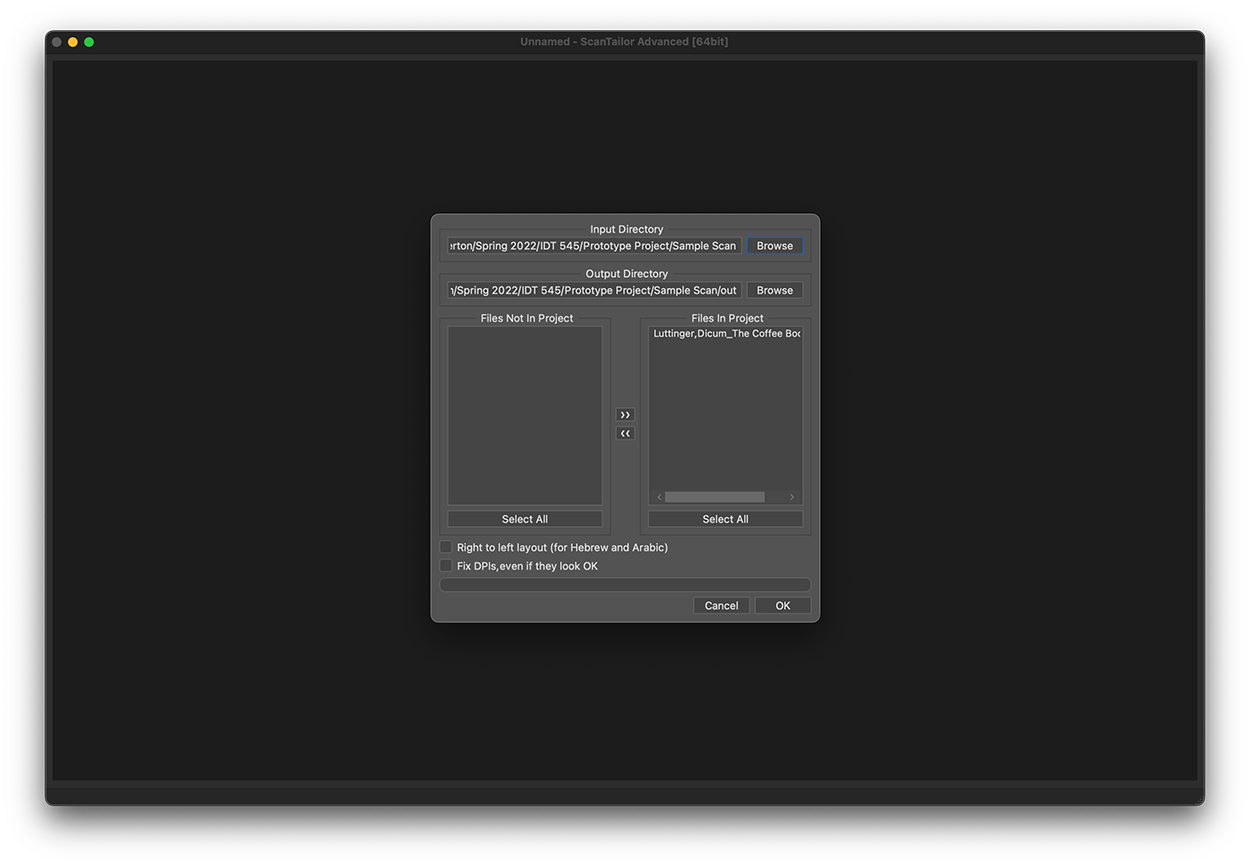 Unnamed - ScanTailor Advanced [64bit]
Input Directory
erton/Spring 2022/IDT 545/Prototype Project/Sample Scan
Browse
Output Directory
/Spring 2022/IDT 545/Prototype Project/Sample Scan/out
Browse
Files Not In Project
Files In Project
Luttinger,Dicum_The Coffee Boo
Select All
Select All
Right to left layout (for Hebrew and Arabic)
Fix DPIs,even if they look OK
Cancel
OK